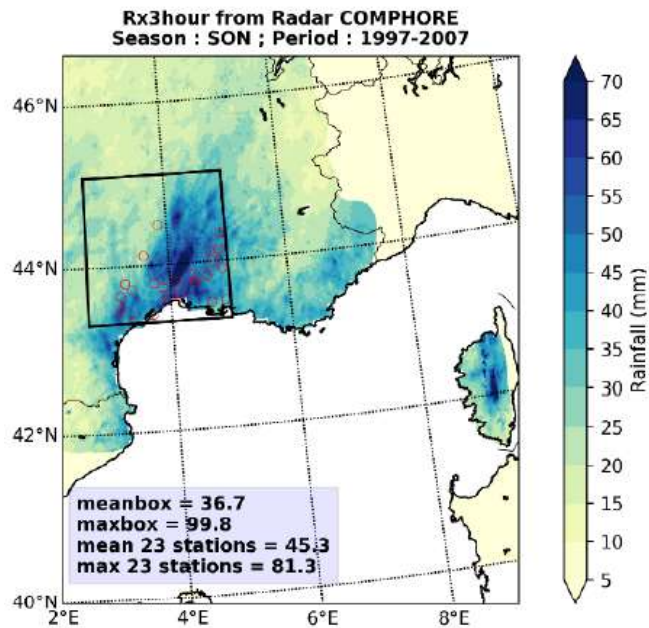 Rx3hour from Radar COMPHORE
Season : SON ; Period : 1997-2007
46°N
44°N
42°N
40°N
2°E
4°E
6°E
8°E
meanbox = 36.7
maxbox = 99.8
mean 23 stations = 45.3
max 23 stations = 81.3
70
65
60
55
50
45
40
35
30
25
20
15
10
5
Rainfall (mm)